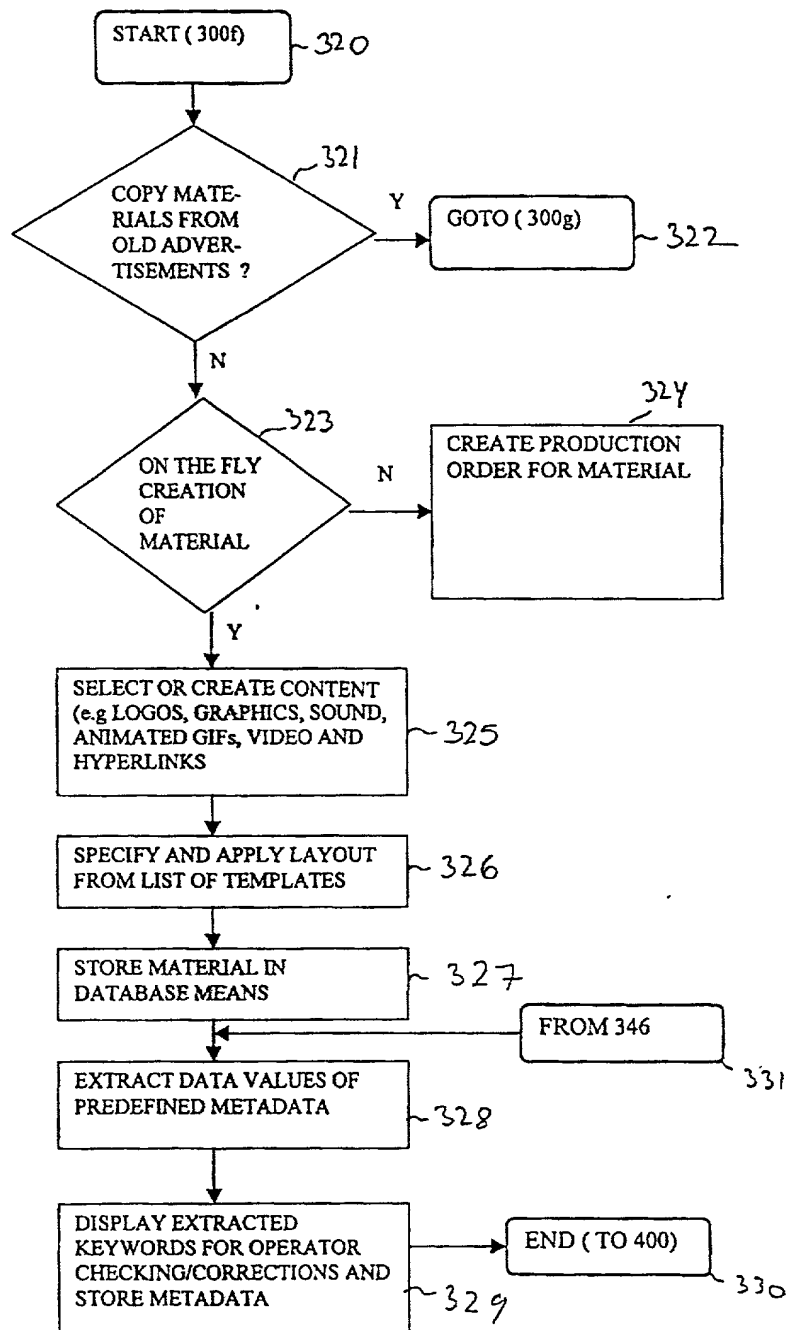 START ( 300f)
320
321
COPY MATE-
RIALS FROM
OLD ADVER-
TISEMENTS ?
Y
GOTO ( 300g)
322
N
323
ON THE FLY
CREATION
OF
MATERIAL
N
324
CREATE PRODUCTION
ORDER FOR MATERIAL
Y
SELECT OR CREATE CONTENT
(e.g LOGOS, GRAPHICS, SOUND,
ANIMATED GIFs, VIDEO AND
HYPERLINKS
325
SPECIFY AND APPLY LAYOUT
FROM LIST OF TEMPLATES
326
STORE MATERIAL IN
DATABASE MEANS
327
FROM 346
331
EXTRACT DATA VALUES OF
PREDEFINED METADATA
328
DISPLAY EXTRACTED
KEYWORDS FOR OPERATOR
CHECKING/CORRECTIONS AND
STORE METADATA
329
END ( TO 400)
330